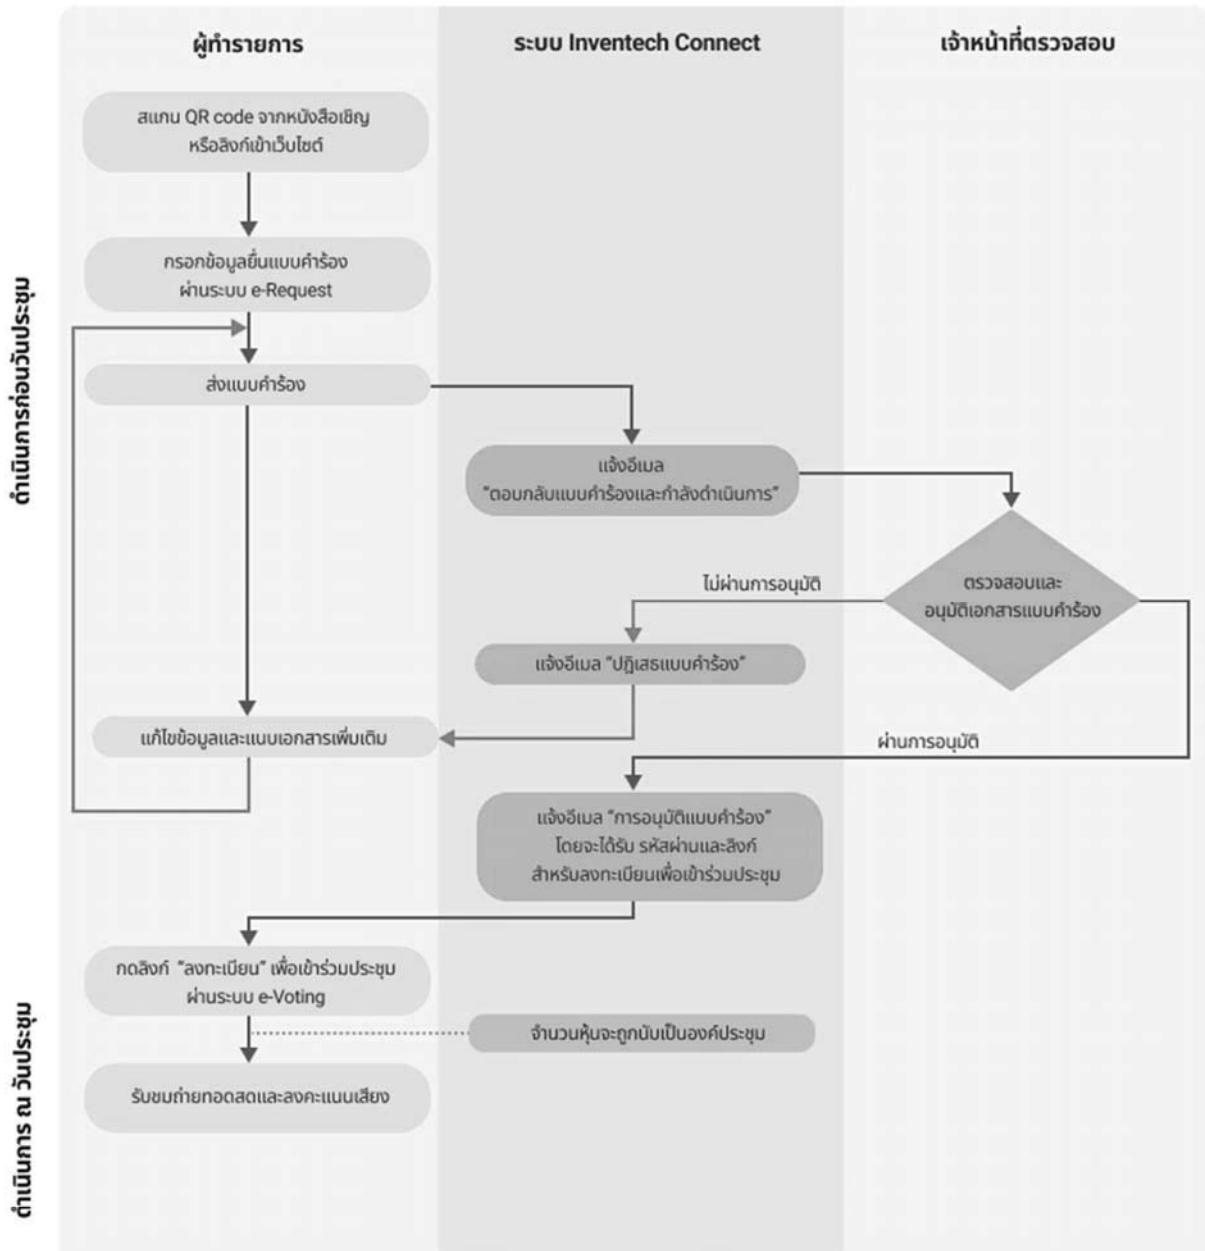 ผู้ทำรายการ
ระบบ Inventech Connect
เจ้าหน้าที่ตรวจสอบ
ดำเนินการก่อนวันประชุม
สแกน QR code จากหนังสือเชิญ
หรือลิงก์เข้าเว็บไซต์
กรอกข้อมูลยื่นแบบคำร้อง
ผ่านระบบ e-Request
ส่งแบบคำร้อง
แจ้งอีเมล
“ตอบกลับแบบคำร้องและกำลังดำเนินการ”
ตรวจสอบและ
อนุมัติเอกสารแบบคำร้อง
ไม่ผ่านการอนุมัติ
แจ้งอีเมล “ปฏิเสธแบบคำร้อง”
แก้ไขข้อมูลและแนบเอกสารเพิ่มเติม
ผ่านการอนุมัติ
แจ้งอีเมล “การอนุมัติแบบคำร้อง”
โดยจะได้รับ รหัสผ่านและลิงก์
สำหรับลงทะเบียนเพื่อเข้าร่วมประชุม
ดำเนินการ ณ วันประชุม
กดลิงก์ “ลงทะเบียน” เพื่อเข้าร่วมประชุม
ผ่านระบบ e-Voting
จำนวนหุ้นจะถูกนับเป็นองค์ประชุม
รับชมถ่ายทอดสดและลงคะแนนเสียง